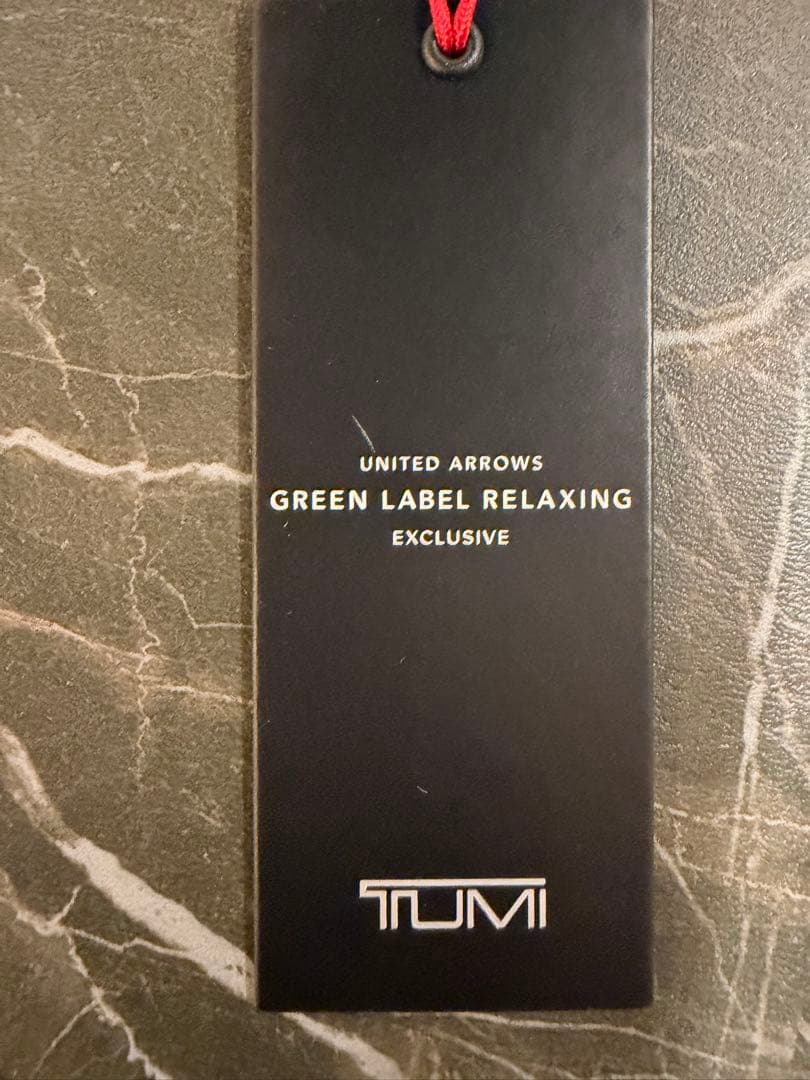 UNITED ARROWS
GREEN LABEL RELAXING
EXCLUSIVE
TUMI